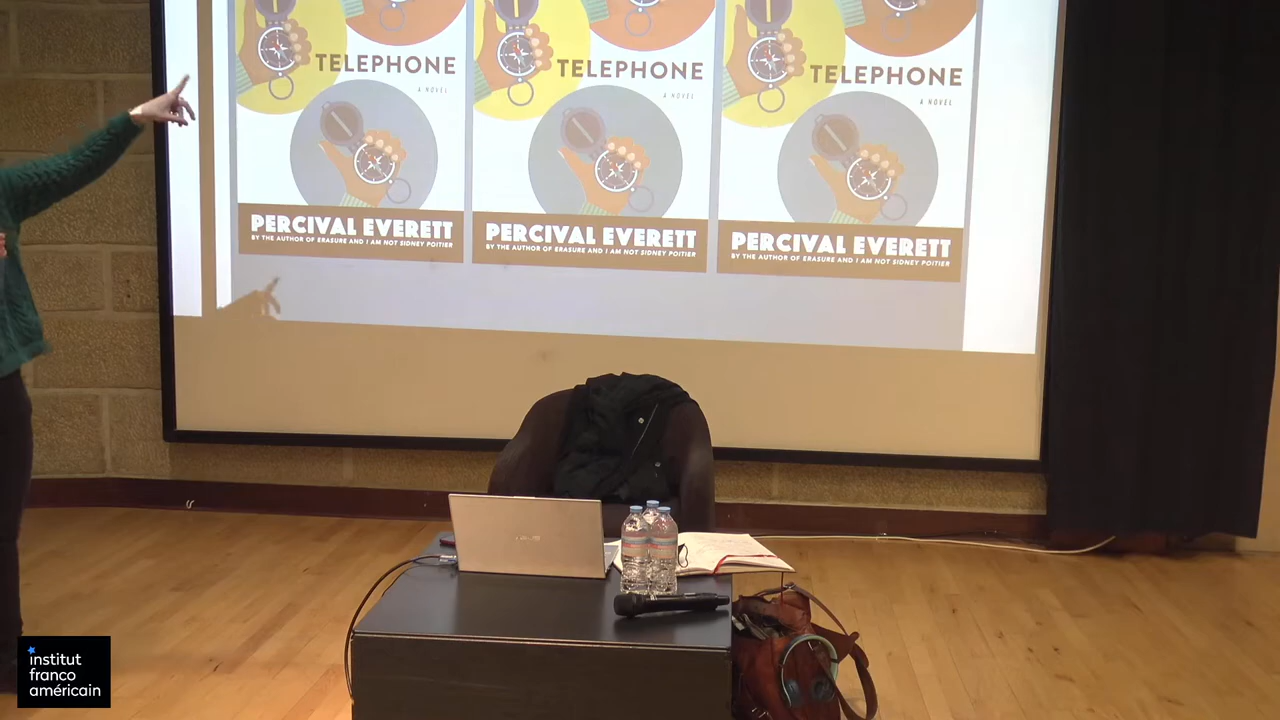 TELEPHONE
A NOVEL
PERCIVAL EVERETT
BY THE AUTHOR OF ERASURE AND I AM NOT SIDNEY POITIER
TELEPHONE
A NOVEL
PERCIVAL EVERETT
BY THE AUTHOR OF ERASURE AND I AM NOT SIDNEY POITIER
TELEPHONE
A NOVEL
PERCIVAL EVERETT
BY THE AUTHOR OF ERASURE AND I AM NOT SIDNEY POITIER
institut
franco
américain